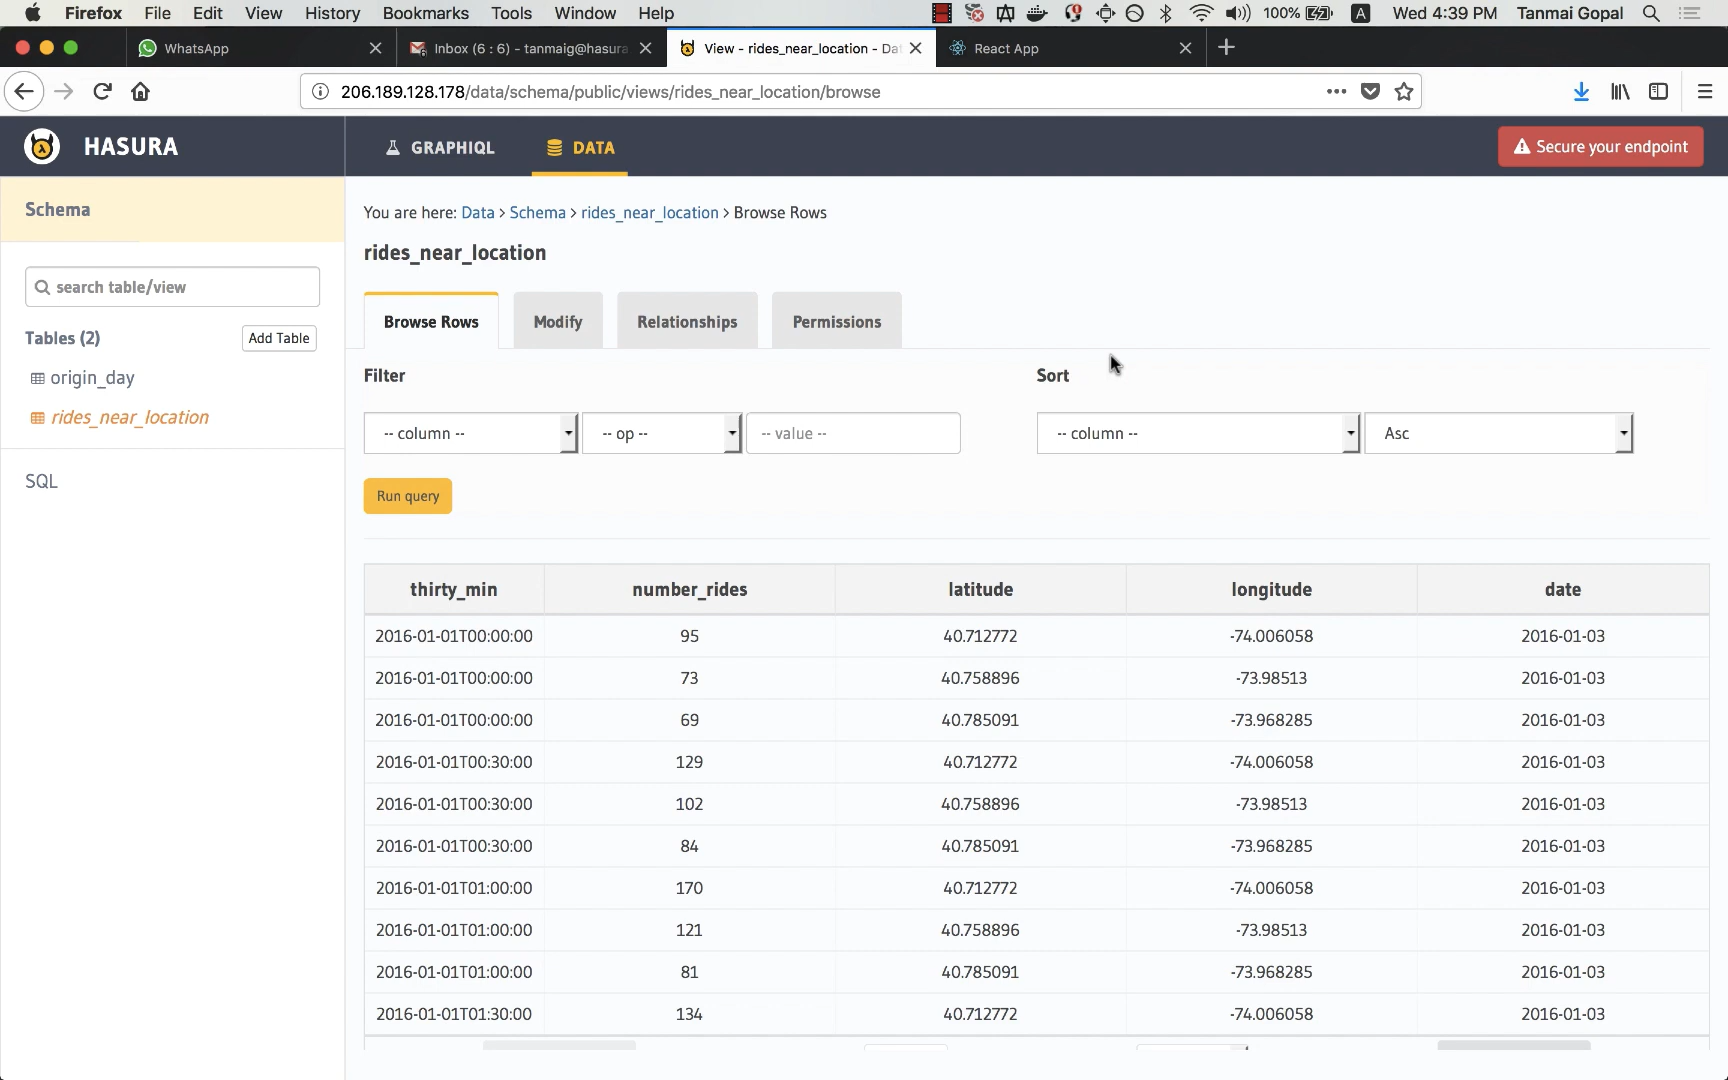 Firefox File Edit View History Bookmarks Tools Window Help 100% A Wed 4:39 PM Tanmai Gopal
WhatsApp Inbox (6 : 6) - tanmaig@hasura View - rides_near_location - Dat React App
206.189.128.178/data/schema/public/views/rides_near_location/browse
HASURA GRAPHIQL DATA Secure your endpoint
Schema
You are here: Data > Schema > rides_near_location > Browse Rows
rides_near_location
search table/view
Browse Rows Modify Relationships Permissions
Tables (2) Add Table
origin_day
rides_near_location
SQL
Filter Sort
-- column -- -- op -- -- value -- -- column -- Asc
Run query
thirty_min number_rides latitude longitude date
2016-01-01T00:00:00 95 40.712772 -74.006058 2016-01-03
2016-01-01T00:00:00 73 40.758896 -73.98513 2016-01-03
2016-01-01T00:00:00 69 40.785091 -73.968285 2016-01-03
2016-01-01T00:30:00 129 40.712772 -74.006058 2016-01-03
2016-01-01T00:30:00 102 40.758896 -73.98513 2016-01-03
2016-01-01T00:30:00 84 40.785091 -73.968285 2016-01-03
2016-01-01T01:00:00 170 40.712772 -74.006058 2016-01-03
2016-01-01T01:00:00 121 40.758896 -73.98513 2016-01-03
2016-01-01T01:00:00 81 40.785091 -73.968285 2016-01-03
2016-01-01T01:30:00 134 40.712772 -74.006058 2016-01-03